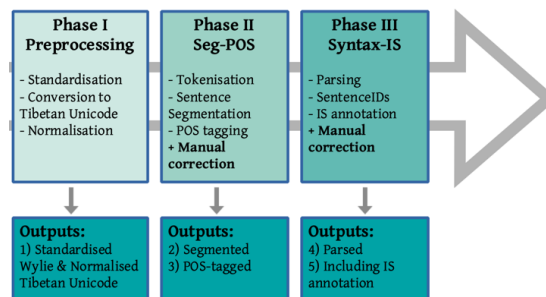 Phase I
Preprocessing
- Standardisation
- Conversion to
Tibetan Unicode
- Normalisation
Phase II
Seg-POS
- Tokenisation
- Sentence
Segmentation
- POS tagging
+ Manual
correction
Phase III
Syntax-IS
- Parsing
- SentenceIDs
- IS annotation
+ Manual
correction
Outputs:
1) Standardised
Wylie & Normalised
Tibetan Unicode
Outputs:
2) Segmented
3) POS-tagged
Outputs:
4) Parsed
5) Including IS
annotation